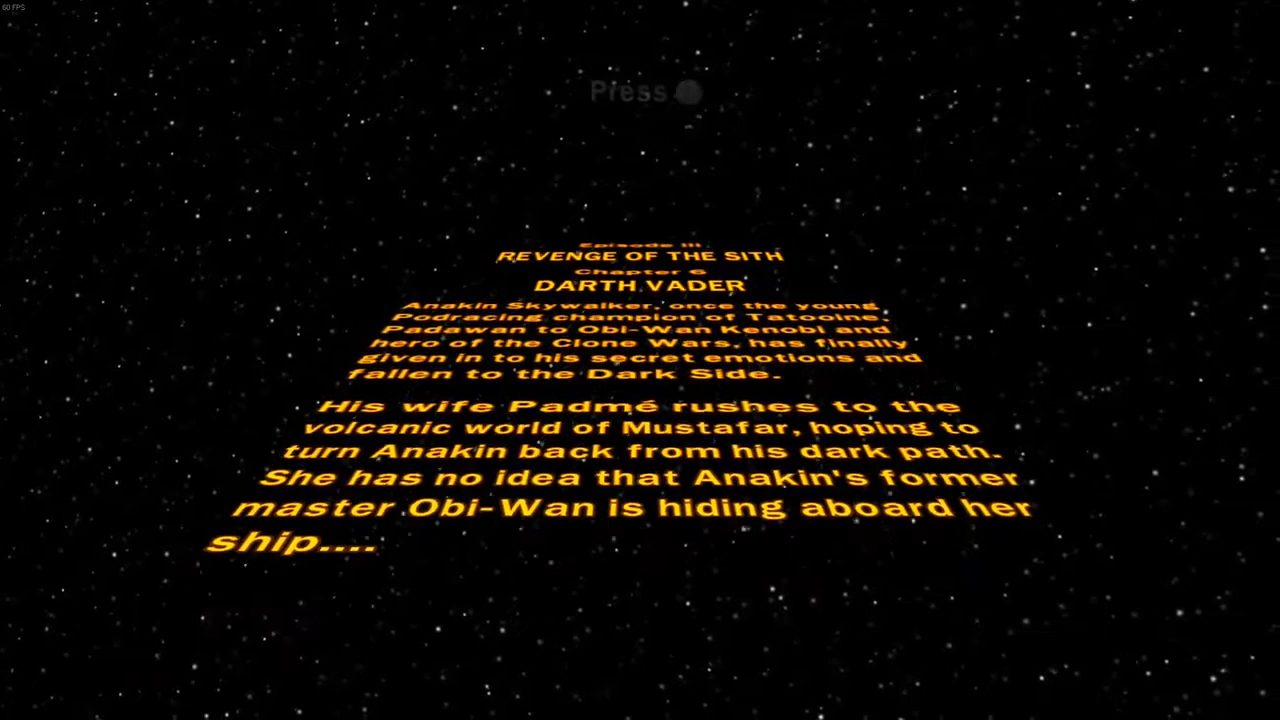 60 FPS
Press
Episode III
REVENGE OF THE SITH
Chapter 6
DARTH VADER
Anakin Skywalker, once the young
Podracing champion of Tatooine,
Padawan to Obi-Wan Kenobi and
hero of the Clone Wars, has finally
given in to his secret emotions and
fallen to the Dark Side.
His wife Padmé rushes to the
volcanic world of Mustafar, hoping to
turn Anakin back from his dark path.
She has no idea that Anakin's former
master Obi-Wan is hiding aboard her
ship....